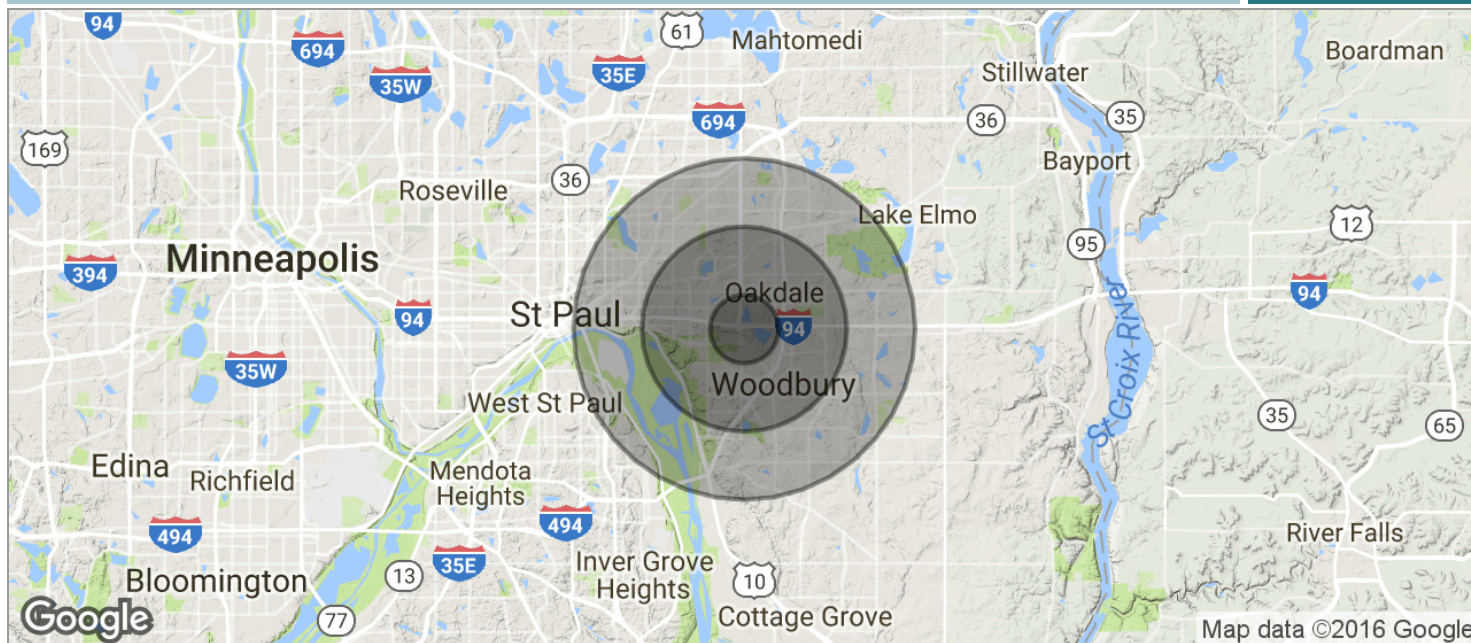 94
694
35W
35E
61
Mahtomedi
Boardman
Stillwater
694
36
35
169
Bayport
Roseville
36
Lake Elmo
12
95
Minneapolis
394
Oakdale
94
94
St Paul
94
35W
Woodbury
St Croix River
West St Paul
35
65
Edina
Richfield
Mendota
Heights
494
494
River Falls
35E
Inver Grove
Heights
Bloomington
13
10
77
Cottage Grove
Google
Map data ©2016 Google